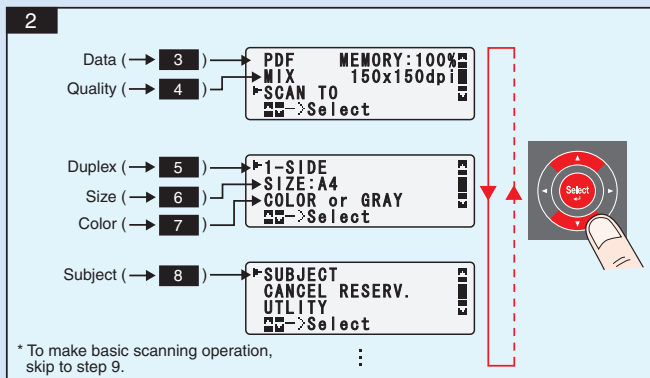 2
Data (→ 3 )
Quality (→ 4 )
PDF MEMORY:100%
MIX 150x150dpi
SCAN TO
->Select
Duplex (→ 5 )
Size (→ 6 )
Color (→ 7 )
1-SIDE
SIZE:A4
COLOR or GRAY
->Select
Subject (→ 8 )
SUBJECT
CANCEL RESERV.
UTLITY
->Select
Select
* To make basic scanning operation,
skip to step 9.